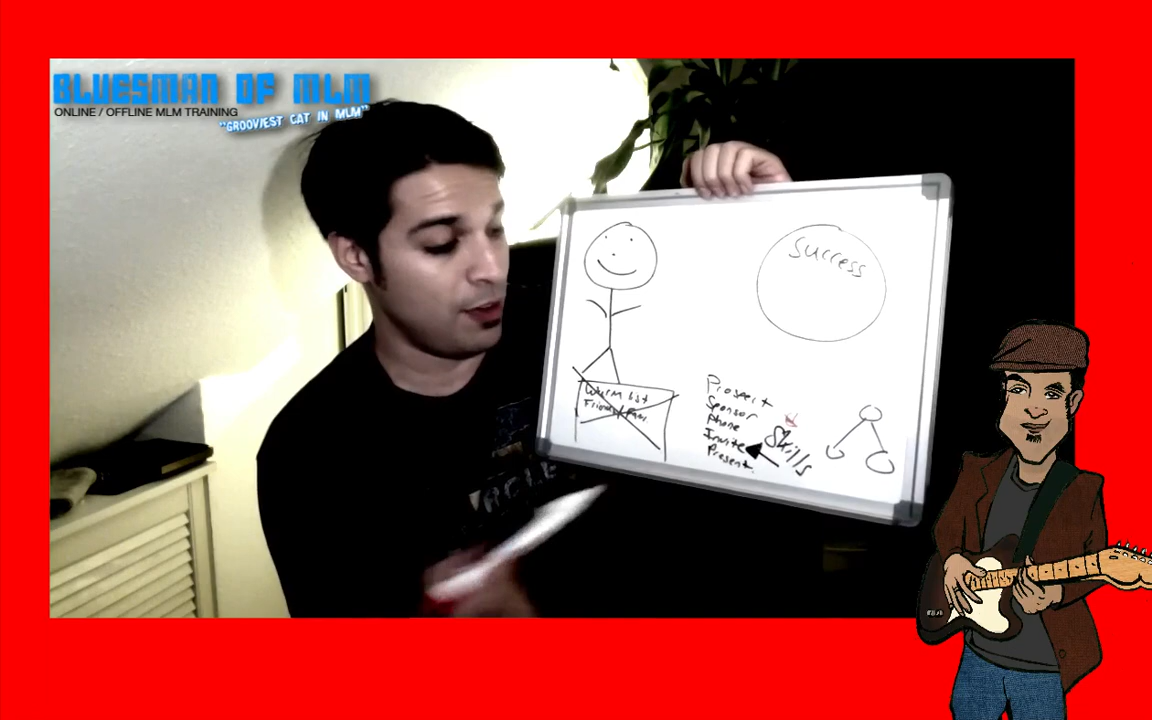 BLUESMAN OF MLM
ONLINE / OFFLINE MLM TRAINING
"GROOVIEST CAT IN MLM"
Success
Warm list
Prospect
Sponsor
Phone
Invite
Present.
Skills